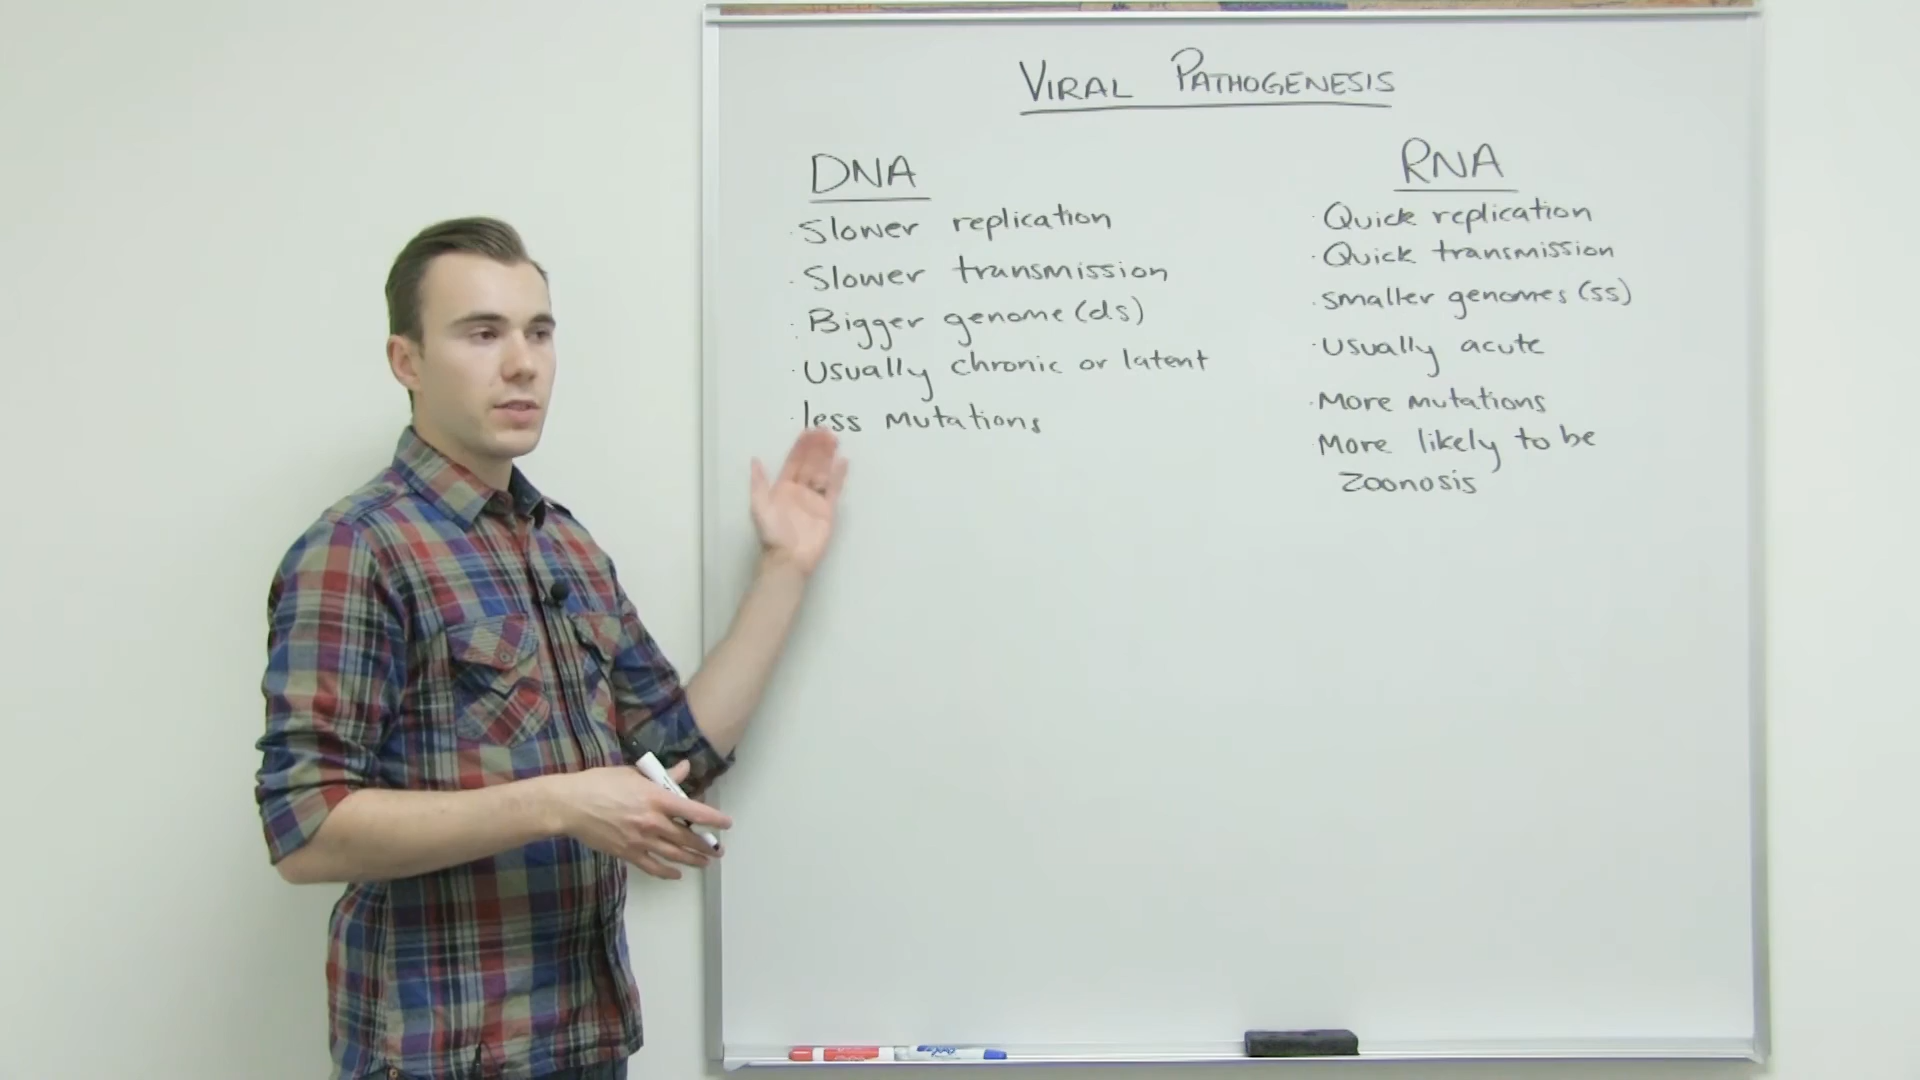 VIRAL PATHOGENESIS
DNA
· Slower replication
· Slower transmission
· Bigger genome (ds)
· Usually chronic or latent
· less mutations
RNA
· Quick replication
· Quick transmission
· smaller genomes (ss)
· Usually acute
· More mutations
· More likely to be
zoonosis